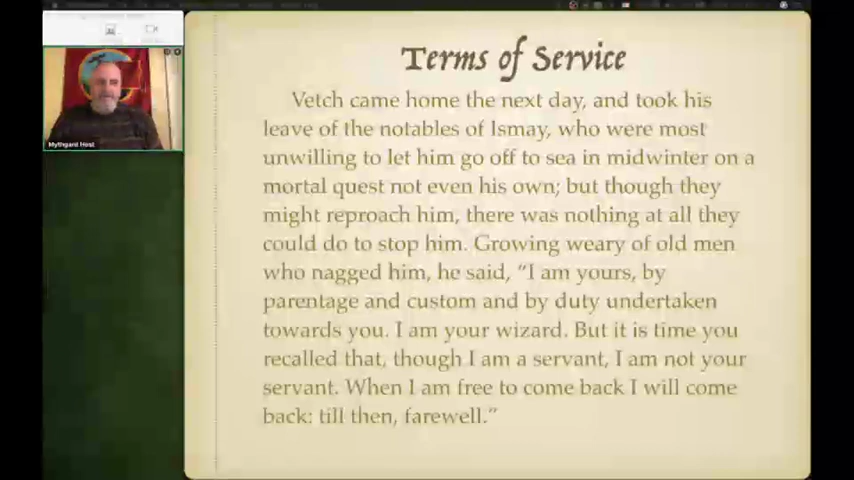 Terms of Service
Vetch came home the next day, and took his
leave of the notables of Ismay, who were most
unwilling to let him go off to sea in midwinter on a
mortal quest not even his own; but though they
might reproach him, there was nothing at all they
could do to stop him. Growing weary of old men
who nagged him, he said, “I am yours, by
parentage and custom and by duty undertaken
towards you. I am your wizard. But it is time you
recalled that, though I am a servant, I am not your
servant. When I am free to come back I will come
back: till then, farewell.”
Mythgard Host